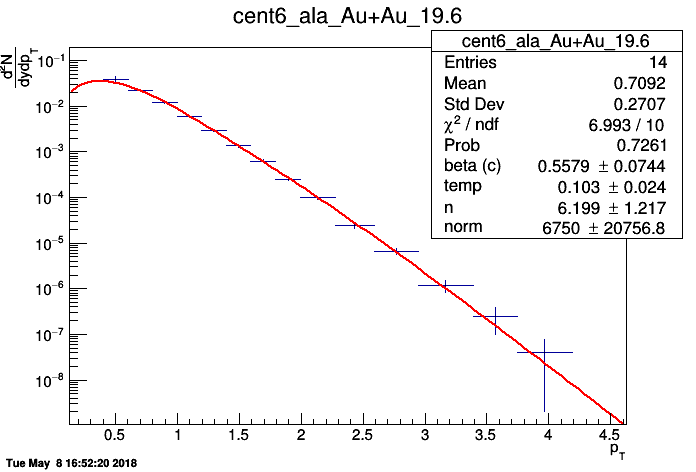 cent6_ala_Au+Au_19.6
cent6_ala_Au+Au_19.6
Entries 14
Mean 0.7092
Std Dev 0.2707
χ² / ndf 6.993 / 10
Prob 0.7261
beta (c) 0.5579 ± 0.0744
temp 0.103 ± 0.024
n 6.199 ± 1.217
norm 6750 ± 20756.8
d²N
dydp_T
10⁻¹
10⁻²
10⁻³
10⁻⁴
10⁻⁵
10⁻⁶
10⁻⁷
10⁻⁸
0.5 1 1.5 2 2.5 3 3.5 4 4.5
p_T
Tue May 8 16:52:20 2018